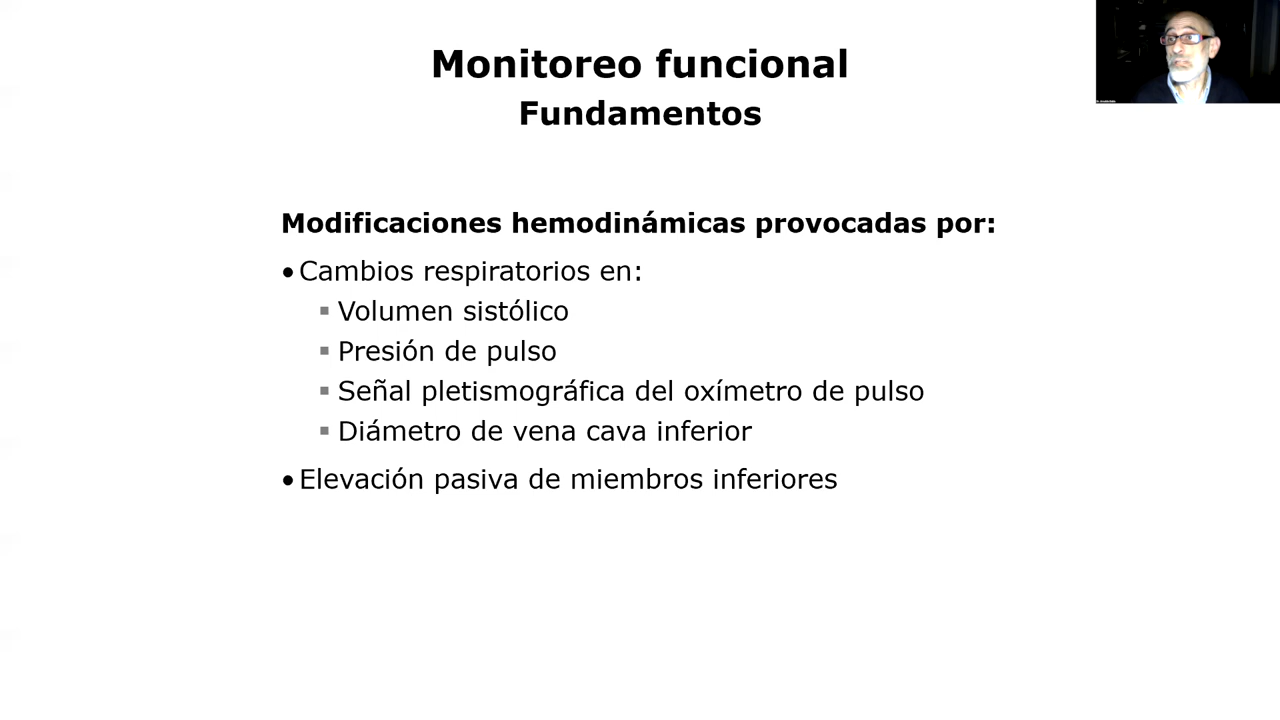 Monitoreo funcional
Fundamentos
Modificaciones hemodinámicas provocadas por:
• Cambios respiratorios en:
▪ Volumen sistólico
▪ Presión de pulso
▪ Señal pletismográfica del oxímetro de pulso
▪ Diámetro de vena cava inferior
• Elevación pasiva de miembros inferiores